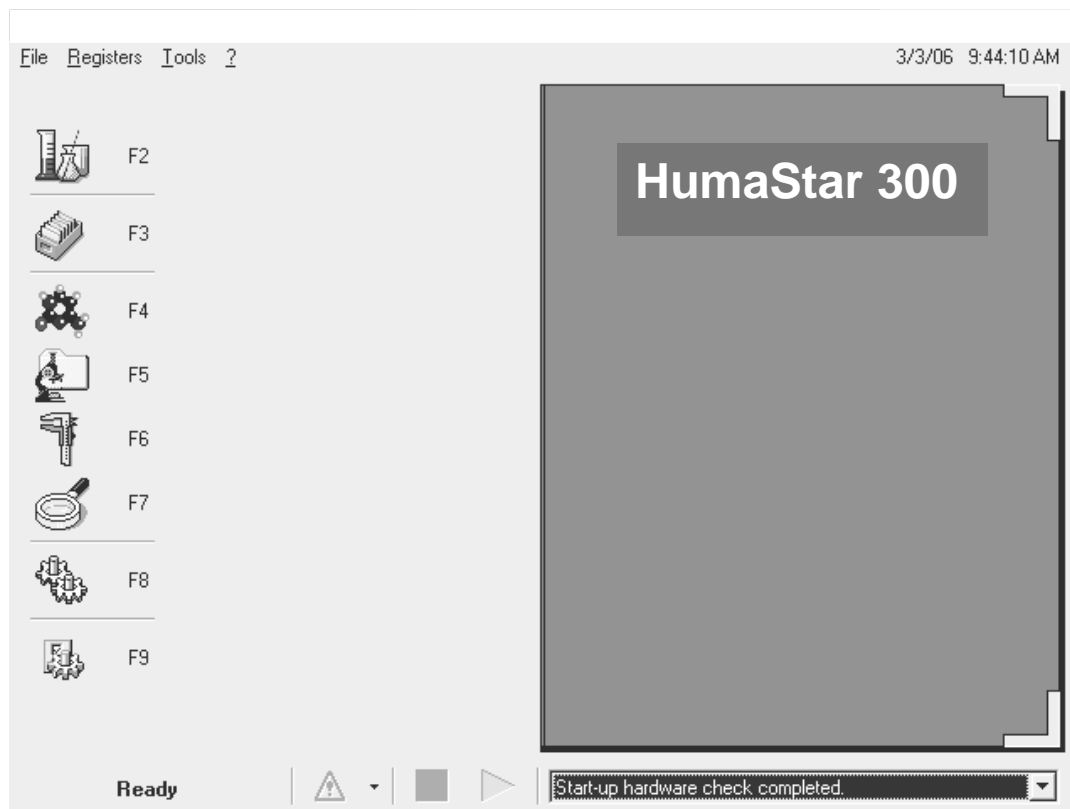 File Registers Tools ? 3/3/06 9:44:10 AM
HumaStar 300
F2
F3
F4
F5
F6
F7
F8
F9
Ready Start-up hardware check completed.